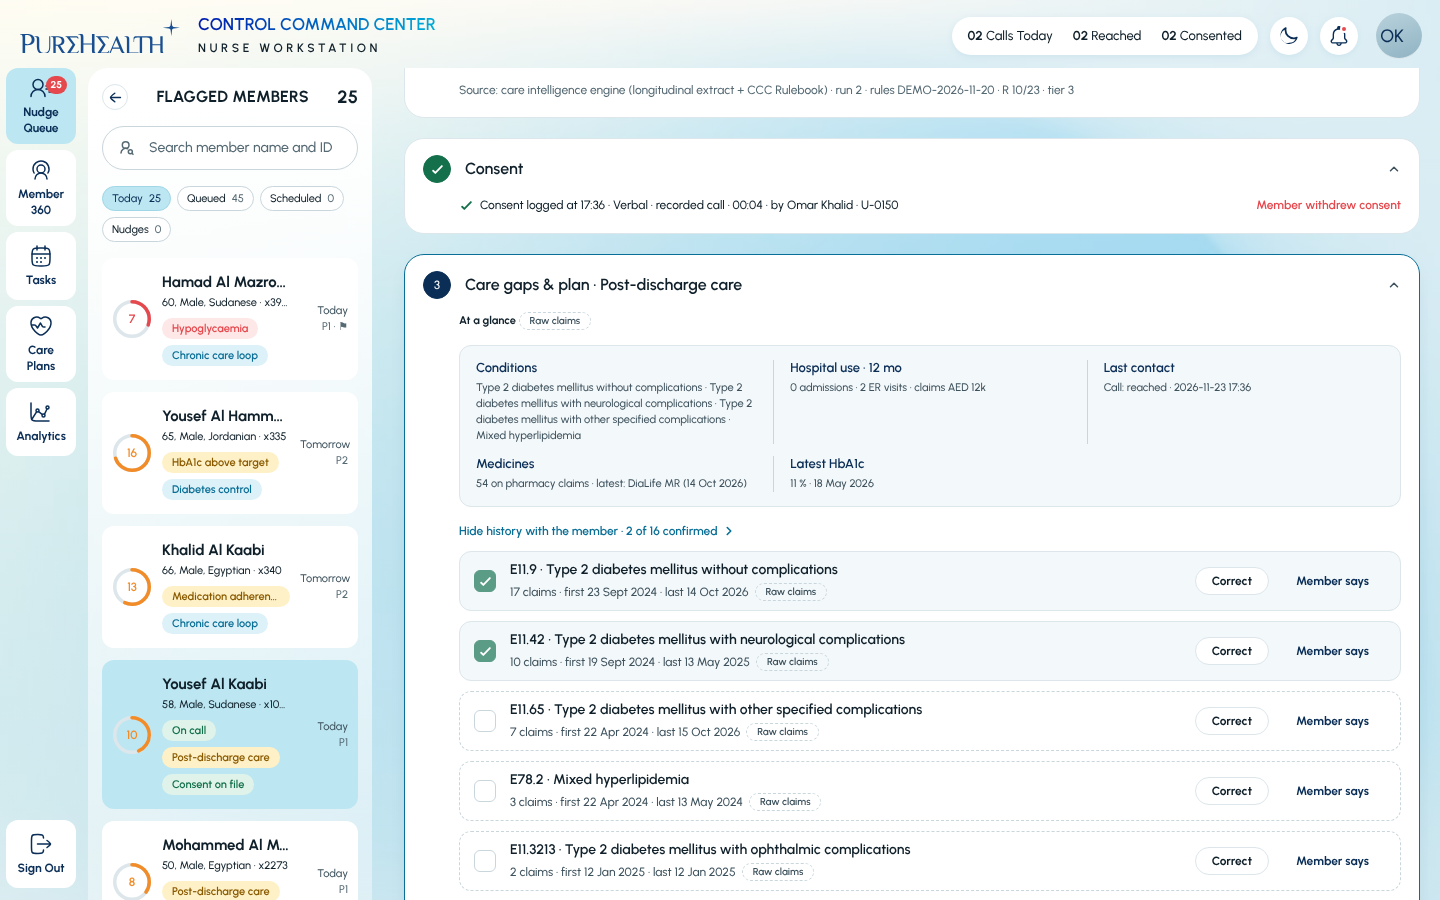 PUREHEALTH
CONTROL COMMAND CENTER
NURSE WORKSTATION
02 Calls Today
02 Reached
02 Consented
OK
25
Nudge
Queue
Member
360
Tasks
Care
Plans
Analytics
Sign Out
FLAGGED MEMBERS 25
Search member name and ID
Today 25
Queued 45
Scheduled 0
Nudges 0
7
Hamad Al Mazro...
60, Male, Sudanese · x39...
Hypoglycaemia
Chronic care loop
Today
P1 · ⚑
16
Yousef Al Hamm...
65, Male, Jordanian · x335
HbA1c above target
Diabetes control
Tomorrow
P2
13
Khalid Al Kaabi
66, Male, Egyptian · x340
Medication adheren...
Chronic care loop
Tomorrow
P2
10
Yousef Al Kaabi
58, Male, Sudanese · x10...
On call
Post-discharge care
Consent on file
Today
P1
8
Mohammed Al M...
50, Male, Egyptian · x2273
Post-discharge care
Today
P1
Source: care intelligence engine (longitudinal extract + CCC Rulebook) · run 2 · rules DEMO-2026-11-20 · R 10/23 · tier 3
Consent
Consent logged at 17:36 · Verbal · recorded call · 00:04 · by Omar Khalid · U-0150
Member withdrew consent
3
Care gaps & plan · Post-discharge care
At a glance
Raw claims
Conditions
Type 2 diabetes mellitus without complications · Type 2
diabetes mellitus with neurological complications · Type 2
diabetes mellitus with other specified complications ·
Mixed hyperlipidemia
Hospital use · 12 mo
0 admissions · 2 ER visits · claims AED 12k
Last contact
Call: reached · 2026-11-23 17:36
Medicines
54 on pharmacy claims · latest: DiaLife MR (14 Oct 2026)
Latest HbA1c
11 % · 18 May 2026
Hide history with the member · 2 of 16 confirmed
E11.9 · Type 2 diabetes mellitus without complications
17 claims · first 23 Sept 2024 · last 14 Oct 2026
Raw claims
Correct
Member says
E11.42 · Type 2 diabetes mellitus with neurological complications
10 claims · first 19 Sept 2024 · last 13 May 2025
Raw claims
Correct
Member says
E11.65 · Type 2 diabetes mellitus with other specified complications
7 claims · first 22 Apr 2024 · last 15 Oct 2026
Raw claims
Correct
Member says
E78.2 · Mixed hyperlipidemia
3 claims · first 22 Apr 2024 · last 13 May 2024
Raw claims
Correct
Member says
E11.3213 · Type 2 diabetes mellitus with ophthalmic complications
2 claims · first 12 Jan 2025 · last 12 Jan 2025
Raw claims
Correct
Member says